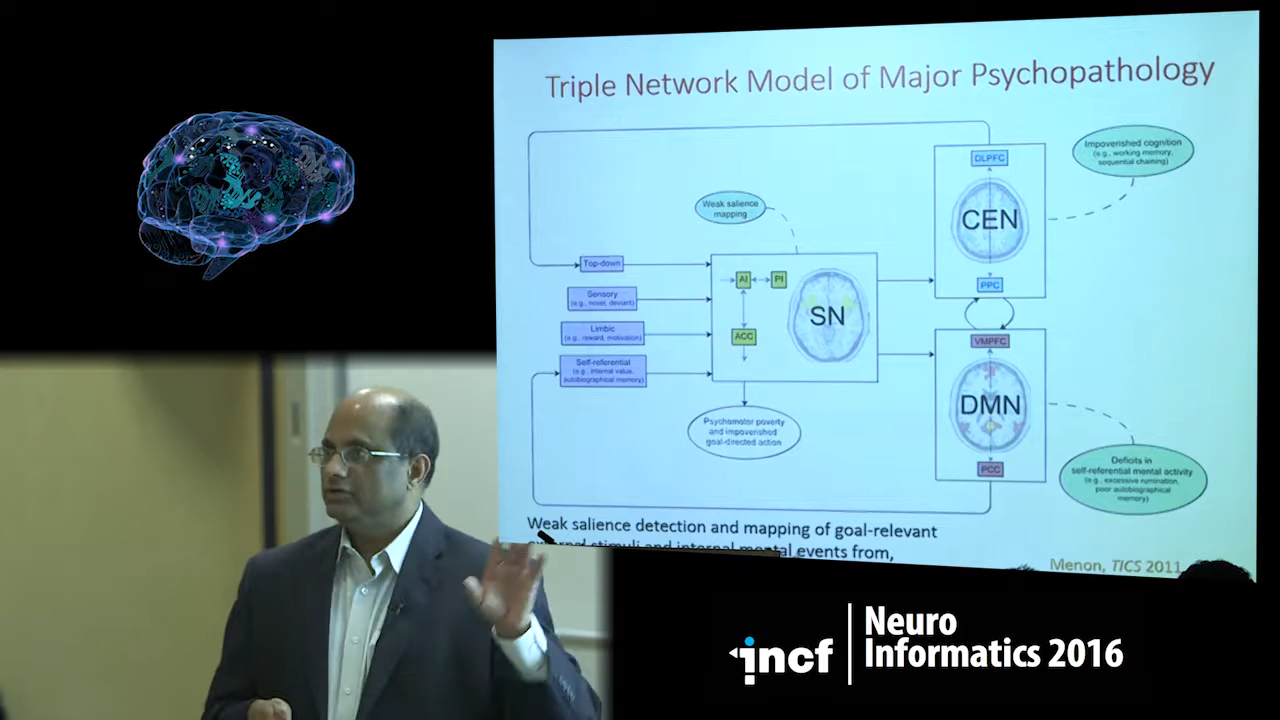 Triple Network Model of Major Psychopathology
DLPFC
CEN
PPC
Impoverished cognition
(e.g., working memory,
sequential chaining)
Weak salience
mapping
Top-down
Sensory
(e.g., novel, deviant)
Limbic
(e.g., reward, motivation)
Self-referential
(e.g., internal value,
autobiographical memory)
AI
PI
ACC
SN
VMPFC
DMN
PCC
Psychomotor poverty
and impoverished
goal-directed action
Deficits in
self-referential mental activity
(e.g., excessive rumination,
poor autobiographical
memory)
Weak salience detection and mapping of goal-relevant
external stimuli and internal mental events from,
Menon, TICS 2011
incf
Neuro
Informatics 2016